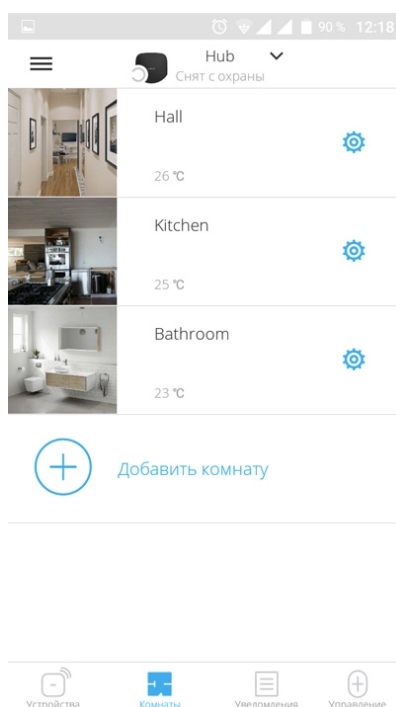 90 % 12:18
Hub
Снят с охраны
Hall
26 °C
Kitchen
25 °C
Bathroom
23 °C
Добавить комнату
Устройства Комнаты Уведомления Управление